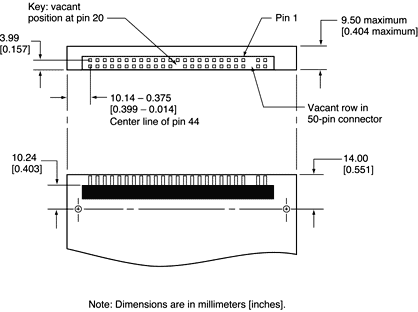 Key: vacant
position at pin 20
Pin 1
9.50 maximum
[0.404 maximum]
3.99
[0.157]
10.14 – 0.375
[0.399 – 0.014]
Center line of pin 44
Vacant row in
50-pin connector
10.24
[0.403]
14.00
[0.551]
Note: Dimensions are in millimeters [inches].